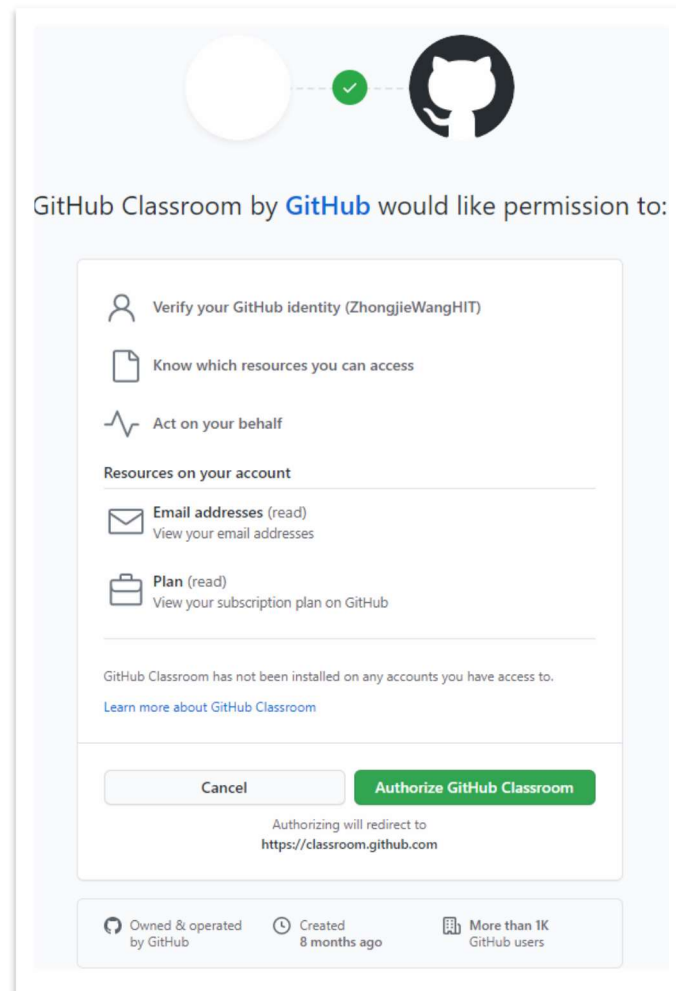 GitHub Classroom by GitHub would like permission to:
Verify your GitHub identity (ZhongjieWangHIT)
Know which resources you can access
Act on your behalf
Resources on your account
Email addresses (read)
View your email addresses
Plan (read)
View your subscription plan on GitHub
GitHub Classroom has not been installed on any accounts you have access to.
Learn more about GitHub Classroom
Cancel
Authorize GitHub Classroom
Authorizing will redirect to
https://classroom.github.com
Owned & operated
by GitHub
Created
8 months ago
More than 1K
GitHub users